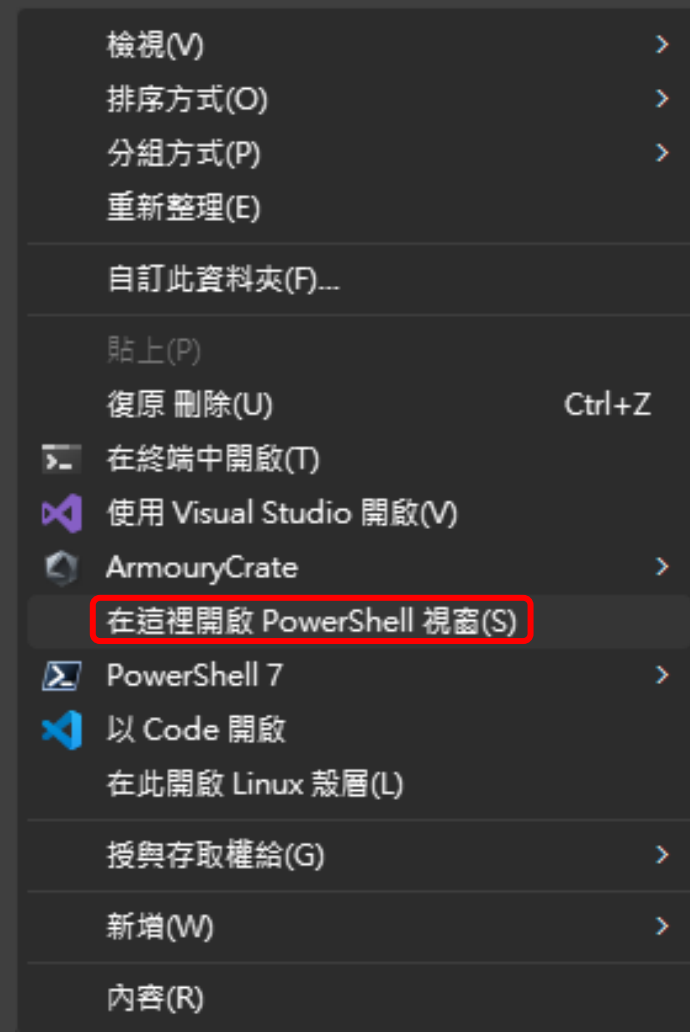 檢視(V)
排序方式(O)
分組方式(P)
重新整理(E)
自訂此資料夾(F)...
貼上(P)
復原 刪除(U) Ctrl+Z
在終端中開啟(T)
使用 Visual Studio 開啟(V)
ArmouryCrate
在這裡開啟 PowerShell 視窗(S)
PowerShell 7
以 Code 開啟
在此開啟 Linux 殼層(L)
授與存取權給(G)
新增(W)
內容(R)